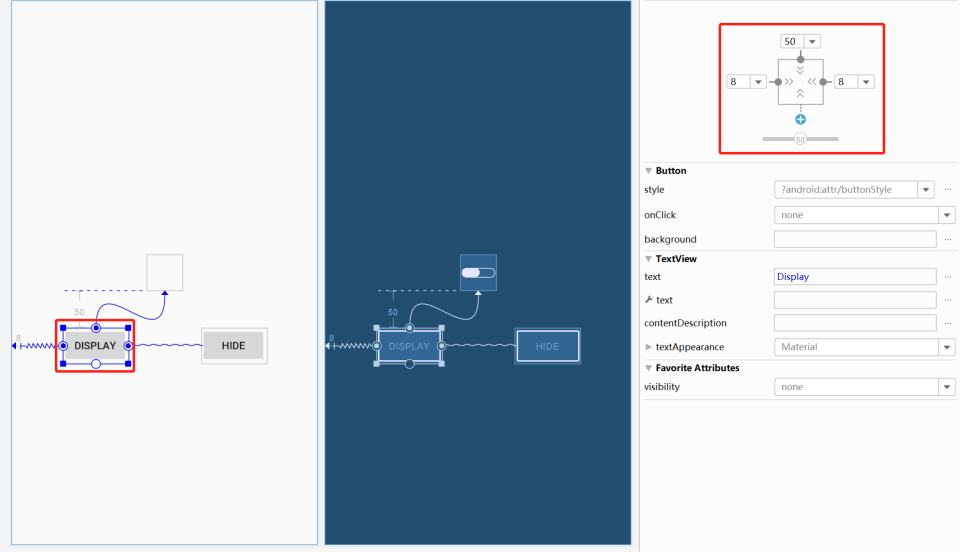 50
8
8
50
Button
style
?android:attr/buttonStyle
onClick
none
background
TextView
text
Display
text
contentDescription
textAppearance
Material
Favorite Attributes
visibility
none
50
8
DISPLAY
HIDE
50
8
DISPLAY
HIDE